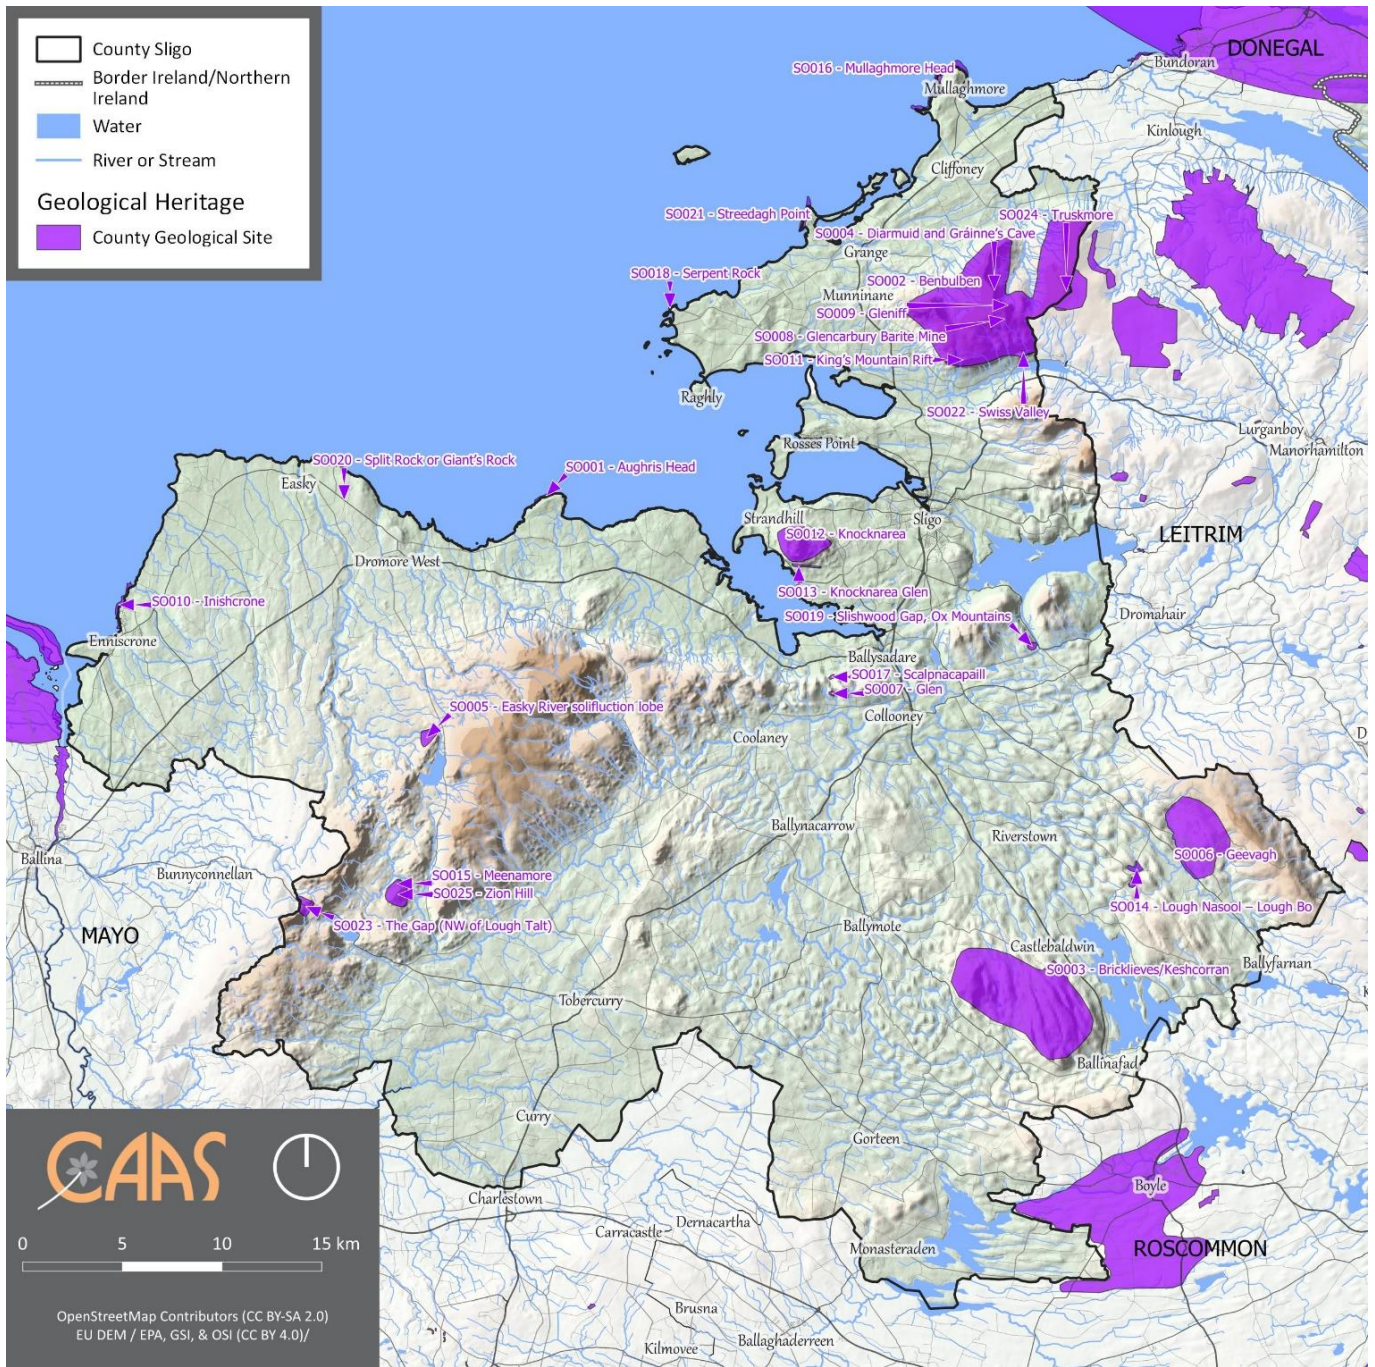 County Sligo
Border Ireland/Northern
Ireland
Water
River or Stream
Geological Heritage
County Geological Site
DONEGAL
Bundoran
SO016 - Mullaghmore Head
Mullaghmore
Kinlough
Cliffoney
SO021 - Streedagh Point
SO024 - Truskmore
SO004 - Diarmuid and Gráinne's Cave
Grange
SO018 - Serpent Rock
SO002 - Benbulben
Munninane
SO009 - Gleniff
SO008 - Glencarbury Barite Mine
SO011 - King's Mountain Rift
Raghly
SO022 - Swiss Valley
Lurganboy
Rosses Point
Manorhamilton
SO020 - Split Rock or Giant's Rock
SO001 - Aughris Head
Easky
Strandhill
Sligo
SO012 - Knocknarea
LEITRIM
Dromore West
SO013 - Knocknarea Glen
SO010 - Inishcrone
SO019 - Slishwood Gap, Ox Mountains
Dromahair
Enniscrone
Ballysadare
SO017 - Scalpnacapaill
SO007 - Glen
SO005 - Easky River solifluction lobe
Collooney
Coolaney
D
Ballynacarrow
Riverstown
Ballina
SO006 - Geevagh
Bunnyconnellan
SO015 - Meenamore
SO025 - Zion Hill
SO014 - Lough Nasool – Lough Bo
SO023 - The Gap (NW of Lough Talt)
Ballymote
MAYO
Castlebaldwin
Ballyfarnan
SO003 - Bricklieves/Keshcorran
K
Tobercurry
Ballinafad
Curry
Gorteen
Boyle
Charlestown
Dernacartha
Carracastle
Monasteraden
ROSCOMMON
Brusna
Ballaghaderreen
Kilmovee
CAAS
0 5 10 15 km
OpenStreetMap Contributors (CC BY-SA 2.0)
EU DEM / EPA, GSI, & OSI (CC BY 4.0)/